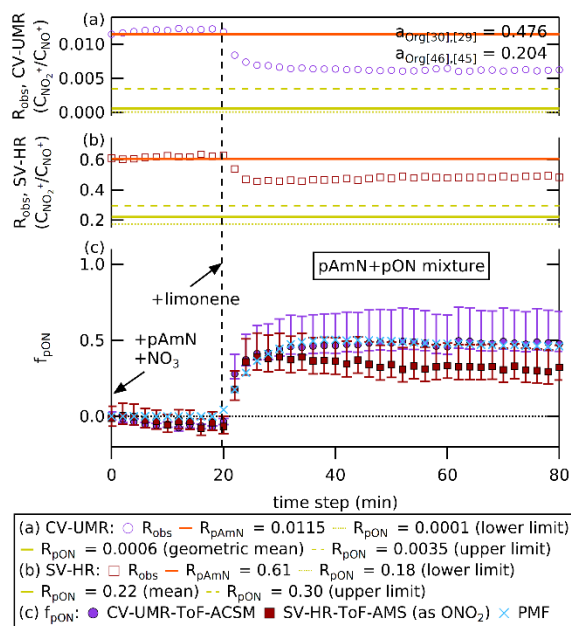 (a)
a_Org[30],[29] = 0.476
a_Org[46],[45] = 0.204
R_obs, CV-UMR
(C_NO₂⁺/C_NO⁺)
0.010
0.005
0.000
(b)
R_obs, SV-HR
(C_NO₂⁺/C_NO⁺)
0.6
0.4
0.2
(c)
pAmN+pON mixture
+limonene
+pAmN
+NO₃
f_pON
1.0
0.5
0.0
0 20 40 60 80
time step (min)
(a) CV-UMR: R_obs R_pAmN = 0.0115 R_pON = 0.0001 (lower limit)
R_pON = 0.0006 (geometric mean) R_pON = 0.0035 (upper limit)
(b) SV-HR: R_obs R_pAmN = 0.61 R_pON = 0.18 (lower limit)
R_pON = 0.22 (mean) R_pON = 0.30 (upper limit)
(c) f_pON: CV-UMR-ToF-ACSM SV-HR-ToF-AMS (as ONO₂) PMF